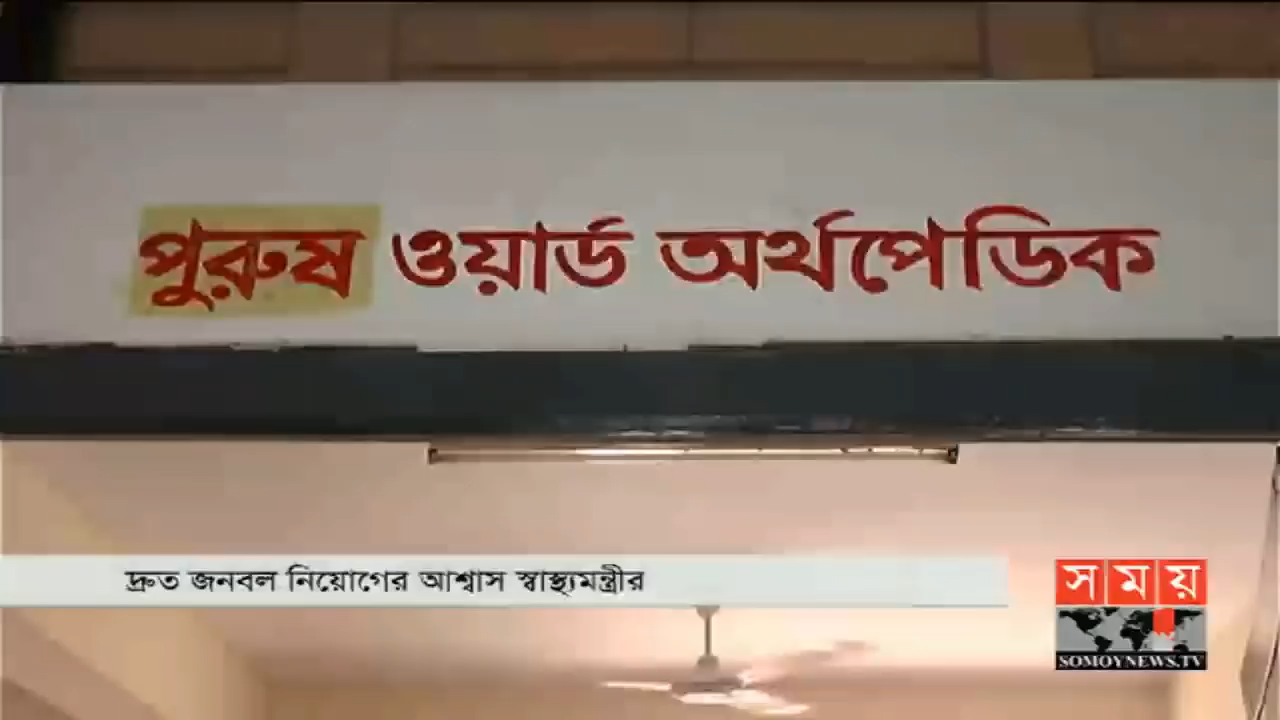 পুরুষ ওয়ার্ড অর্থপেডিক
দ্রুত জনবল নিয়োগের আশ্বাস স্বাস্থ্যমন্ত্রীর
সময়
SOMOYNEWS.TV